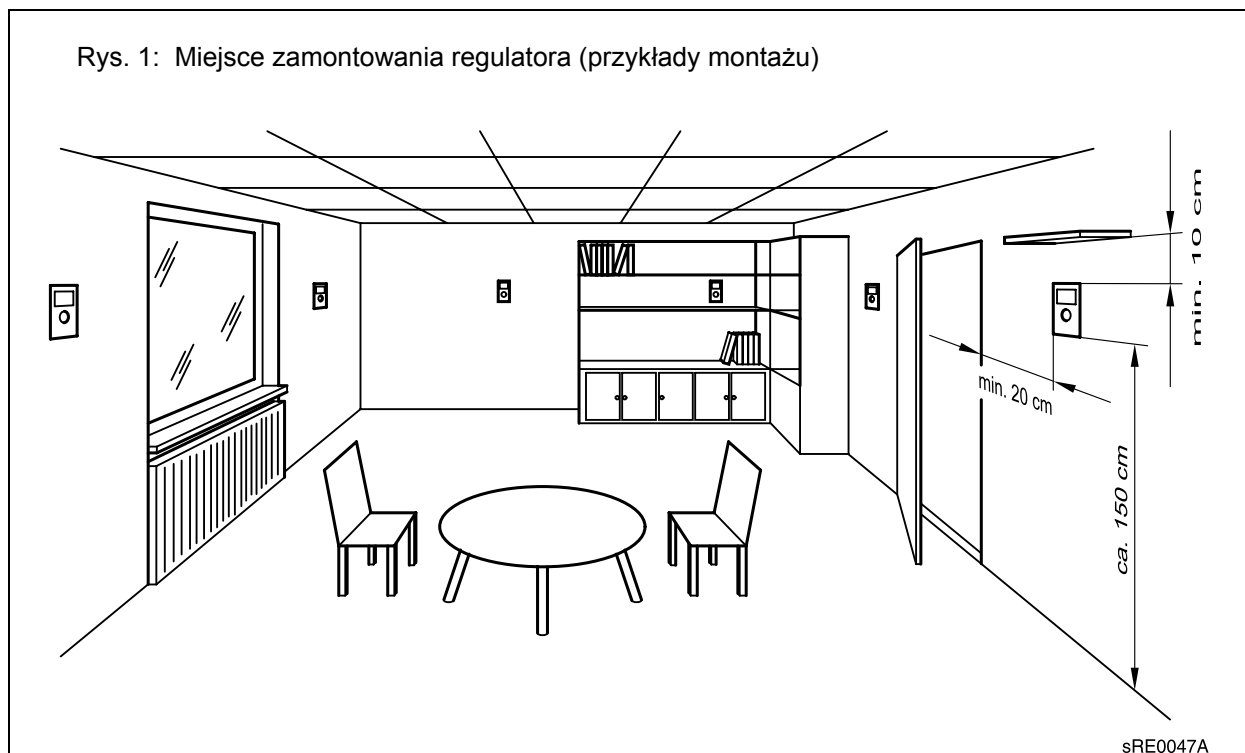 Rys. 1: Miejsce zamontowania regulatora (przykłady montażu)
min. 10 cm
min. 20 cm
ca. 150 cm
sRE0047A